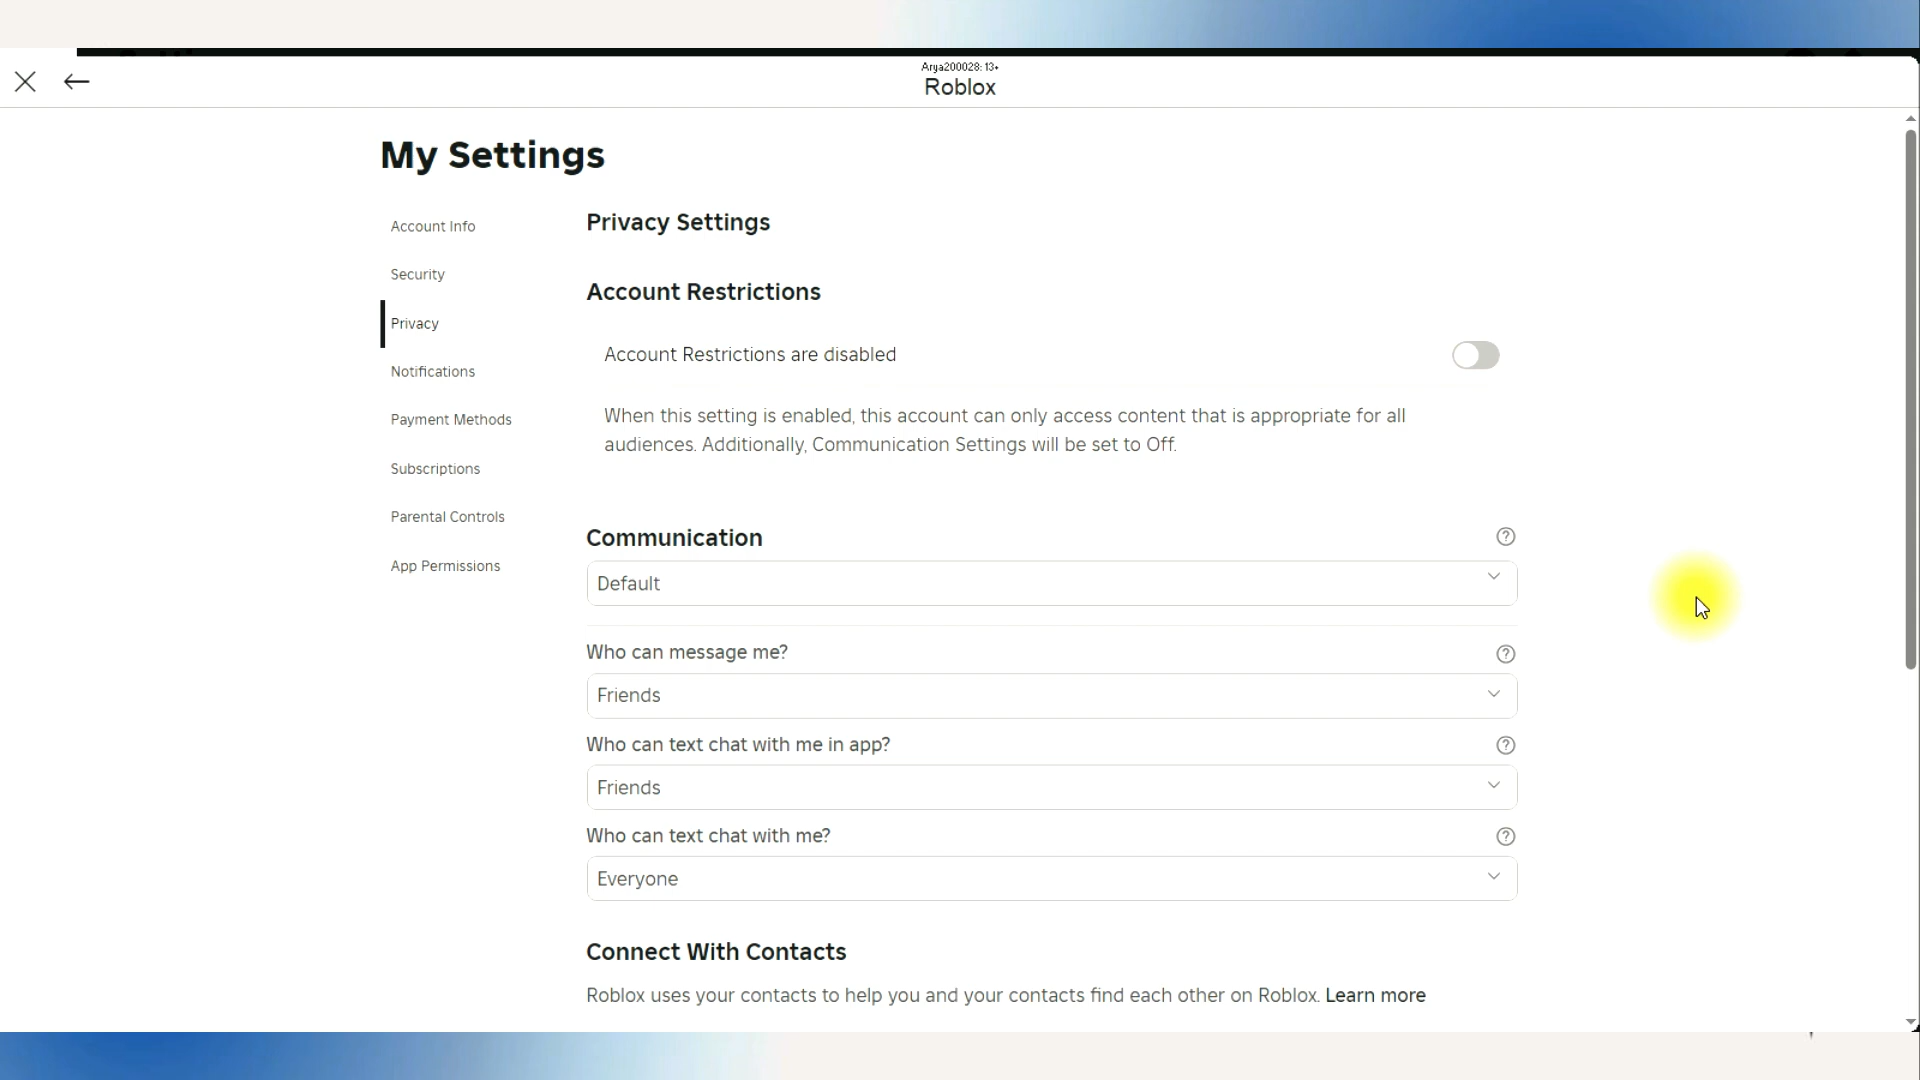 Arya200028: 13+
Roblox
My Settings
Account Info
Security
Privacy
Notifications
Payment Methods
Subscriptions
Parental Controls
App Permissions
Privacy Settings
Account Restrictions
Account Restrictions are disabled
When this setting is enabled, this account can only access content that is appropriate for all
audiences. Additionally, Communication Settings will be set to Off.
Communication
Default
Who can message me?
Friends
Who can text chat with me in app?
Friends
Who can text chat with me?
Everyone
Connect With Contacts
Roblox uses your contacts to help you and your contacts find each other on Roblox. Learn more